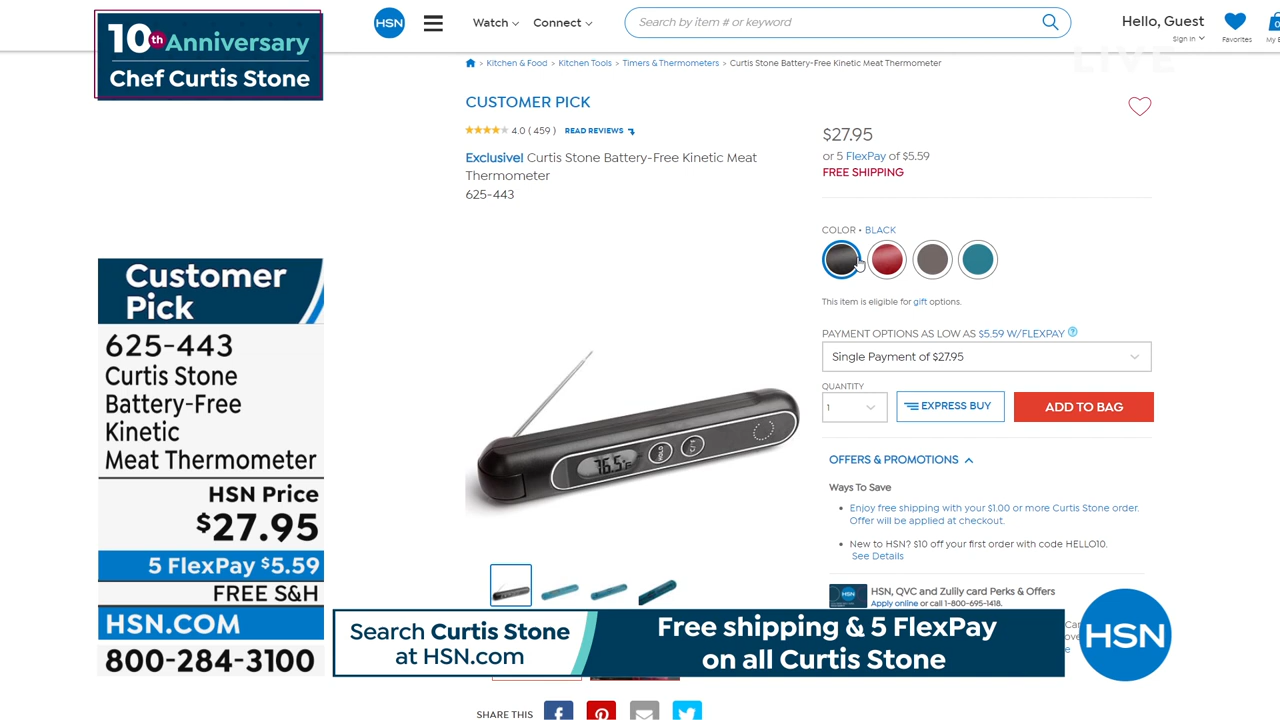 10th Anniversary
Chef Curtis Stone
HSN
Watch
Connect
Search by item # or keyword
Hello, Guest
Sign In
Favorites
LIVE
> Kitchen & Food > Kitchen Tools > Timers & Thermometers > Curtis Stone Battery-Free Kinetic Meat Thermometer
CUSTOMER PICK
4.0 ( 459 ) READ REVIEWS
Exclusive! Curtis Stone Battery-Free Kinetic Meat
Thermometer
625-443
$27.95
or 5 FlexPay of $5.59
FREE SHIPPING
COLOR • BLACK
This item is eligible for gift options.
PAYMENT OPTIONS AS LOW AS $5.59 W/FLEXPAY ?
Single Payment of $27.95
QUANTITY
1
EXPRESS BUY
ADD TO BAG
OFFERS & PROMOTIONS
Ways To Save
• Enjoy free shipping with your $1.00 or more Curtis Stone order.
Offer will be applied at checkout.
• New to HSN? $10 off your first order with code HELLO10.
See Details
HSN
HSN, QVC and Zulily card Perks & Offers
Apply online or call 1-800-695-1418.
76.5°F
HOLD
°C/°F
Customer
Pick
625-443
Curtis Stone
Battery-Free
Kinetic
Meat Thermometer
HSN Price
$27.95
5 FlexPay $5.59
FREE S&H
HSN.COM
800-284-3100
Search Curtis Stone
at HSN.com
Free shipping & 5 FlexPay
on all Curtis Stone
HSN
SHARE THIS